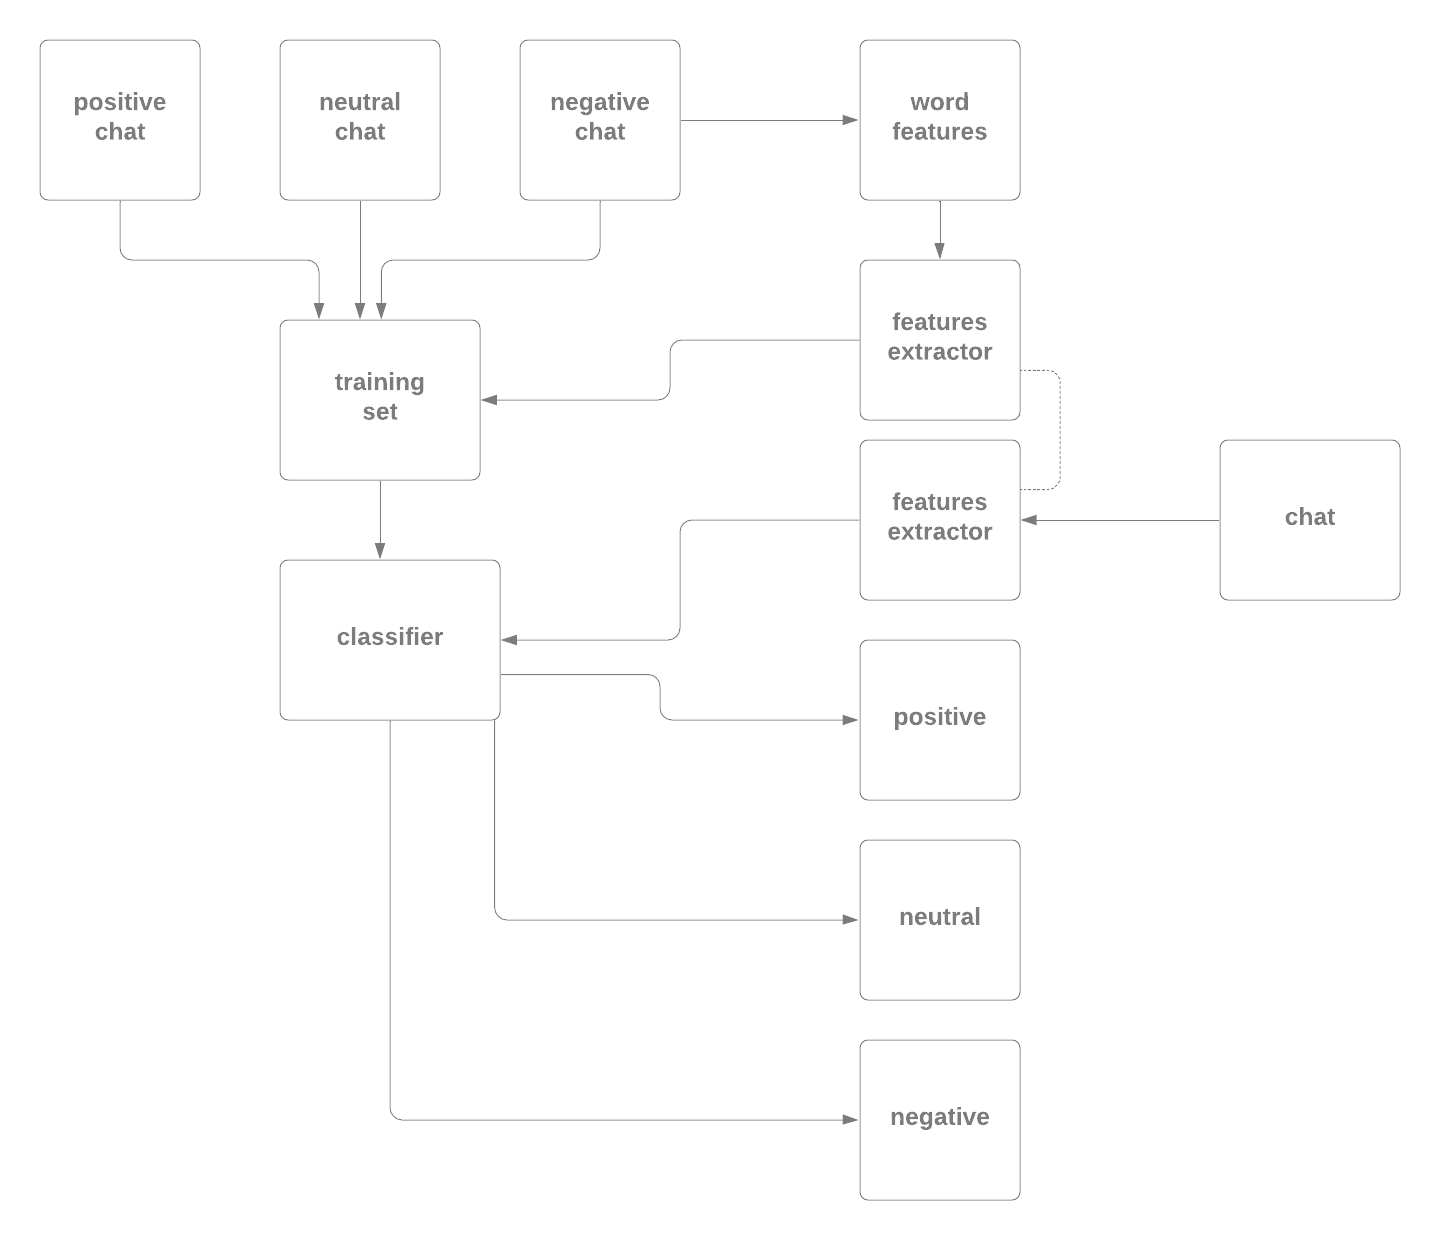 positive
chat
neutral
chat
negative
chat
word
features
features
extractor
training
set
features
extractor
chat
classifier
positive
neutral
negative